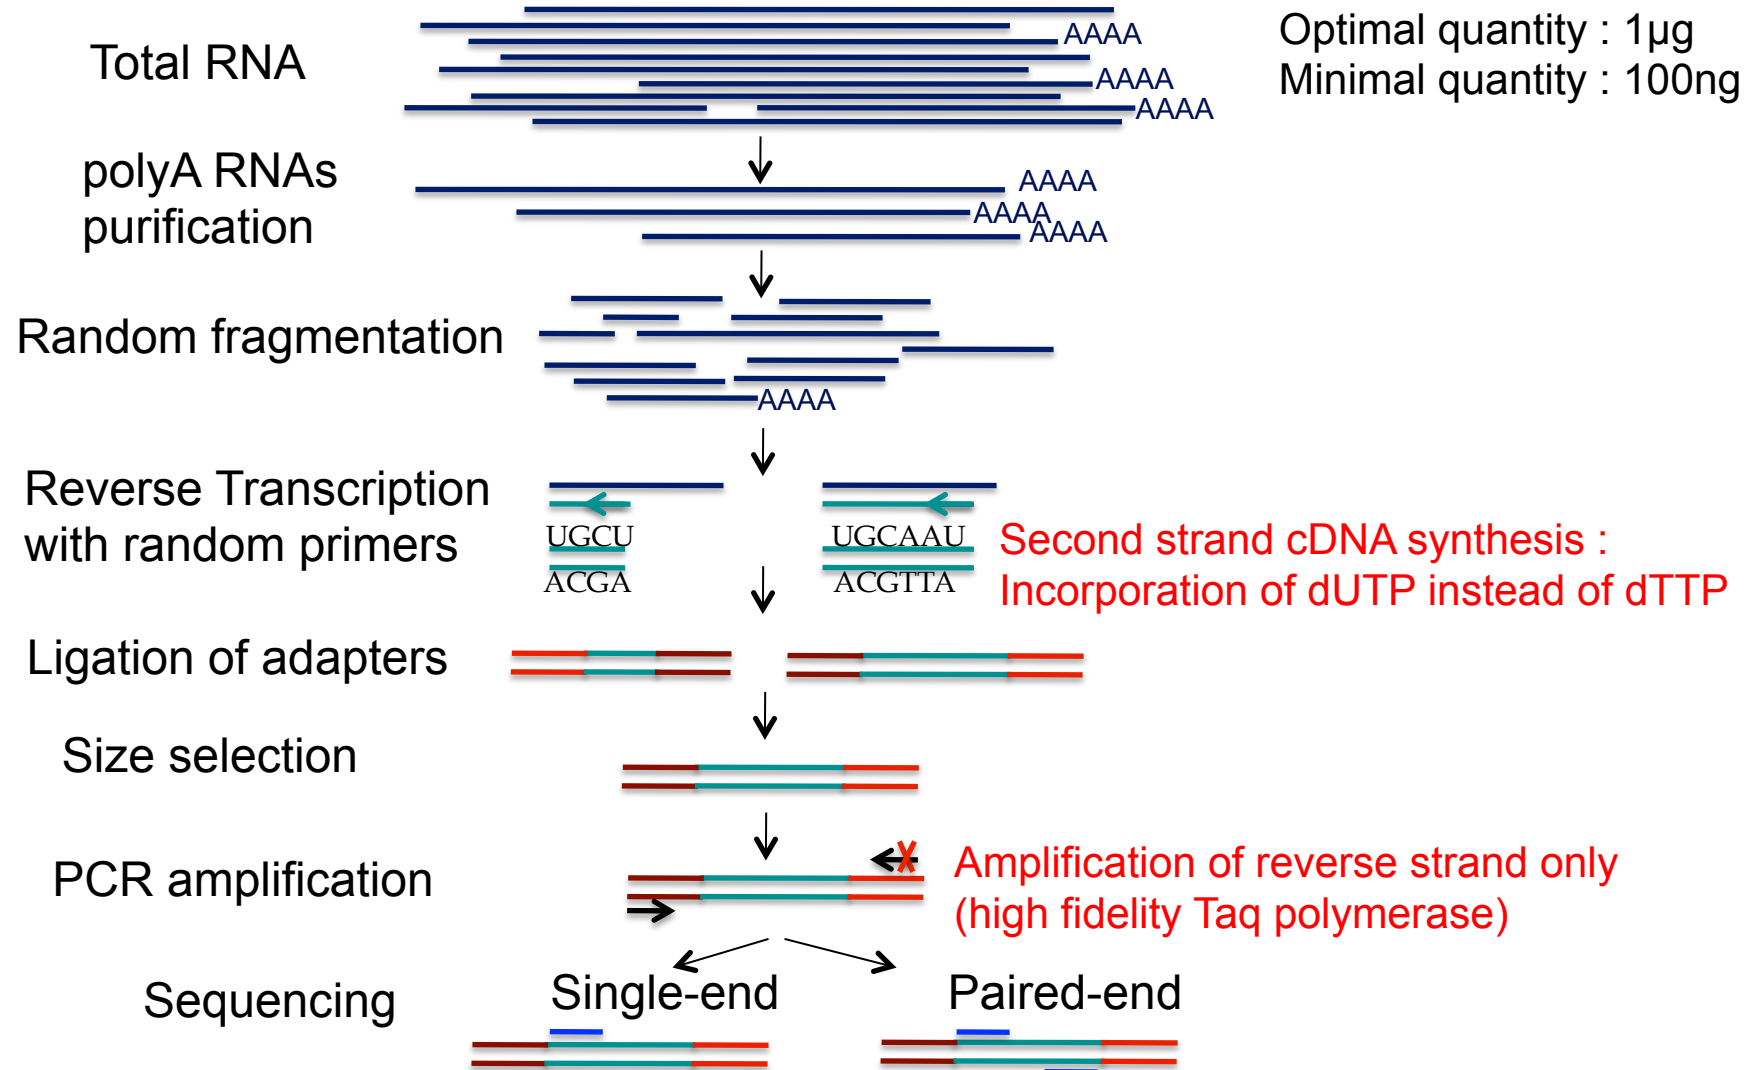 Total RNA
AAAA
AAAA
AAAA
Optimal quantity : 1µg
Minimal quantity : 100ng
polyA RNAs
purification
AAAA
AAAA
AAAA
Random fragmentation
AAAA
Reverse Transcription
with random primers
UGCU
ACGA
UGCAAU
ACGTTA
Second strand cDNA synthesis :
Incorporation of dUTP instead of dTTP
Ligation of adapters
Size selection
PCR amplification
Amplification of reverse strand only
(high fidelity Taq polymerase)
Sequencing
Single-end
Paired-end